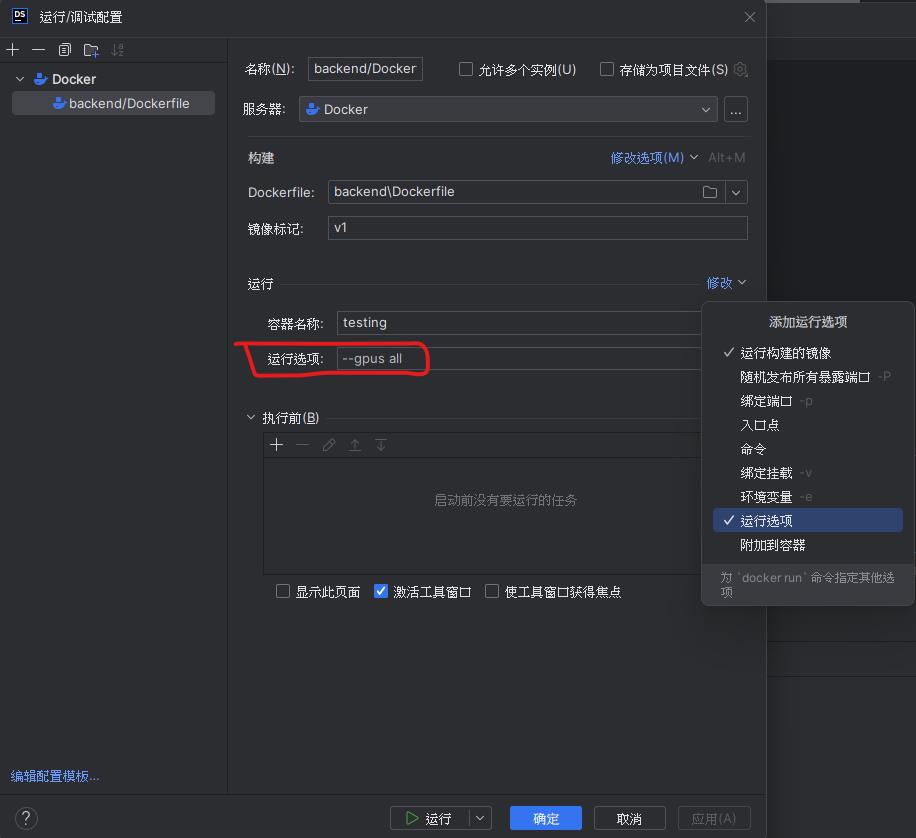 DS 运行/调试配置
Docker
backend/Dockerfile
编辑配置模板...
?
名称(N): backend/Docker 允许多个实例(U) 存储为项目文件(S)
服务器: Docker ...
构建 修改选项(M) Alt+M
Dockerfile: backend\Dockerfile
镜像标记: v1
运行 修改
容器名称: testing
运行选项: --gpus all
执行前(B)
启动前没有要运行的任务
显示此页面 激活工具窗口 使工具窗口获得焦点
添加运行选项
运行构建的镜像
随机发布所有暴露端口 -P
绑定端口 -p
入口点
命令
绑定挂载 -v
环境变量 -e
运行选项
附加到容器
为 `docker run` 命令指定其他选
项
运行 确定 取消 应用(A)